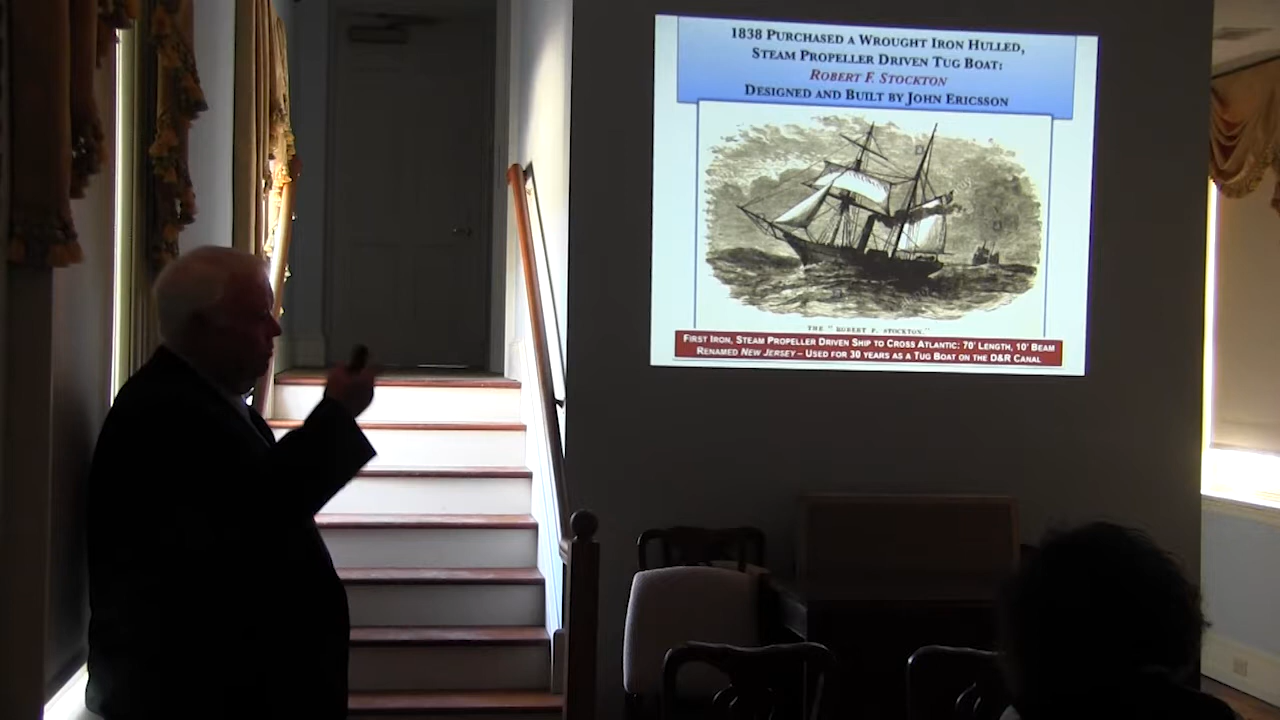 1838 Purchased a Wrought Iron Hulled,
Steam Propeller Driven Tug Boat:
Robert F. Stockton
Designed and Built by John Ericsson
THE "ROBERT F. STOCKTON."
First Iron, Steam Propeller Driven Ship to Cross Atlantic: 70' Length, 10' Beam
Renamed New Jersey – Used for 30 years as a Tug Boat on the D&R Canal